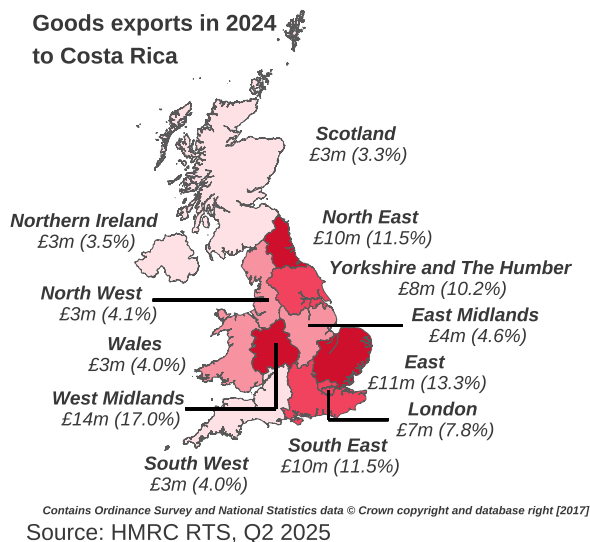 Goods exports in 2024
to Costa Rica
Scotland
£3m (3.3%)
Northern Ireland
£3m (3.5%)
North East
£10m (11.5%)
Yorkshire and The Humber
£8m (10.2%)
North West
£3m (4.1%)
East Midlands
£4m (4.6%)
Wales
£3m (4.0%)
East
£11m (13.3%)
West Midlands
£14m (17.0%)
London
£7m (7.8%)
South East
£10m (11.5%)
South West
£3m (4.0%)
Contains Ordinance Survey and National Statistics data © Crown copyright and database right [2017]
Source: HMRC RTS, Q2 2025